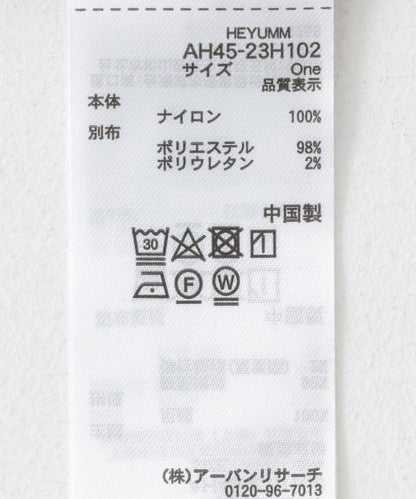 HEYUMM
AH45-23H102
サイズ One
品質表示
本体
ナイロン 100%
別布
ポリエステル 98%
ポリウレタン 2%
中国製
30
F W
(株)アーバンリサーチ
0120-96-7013